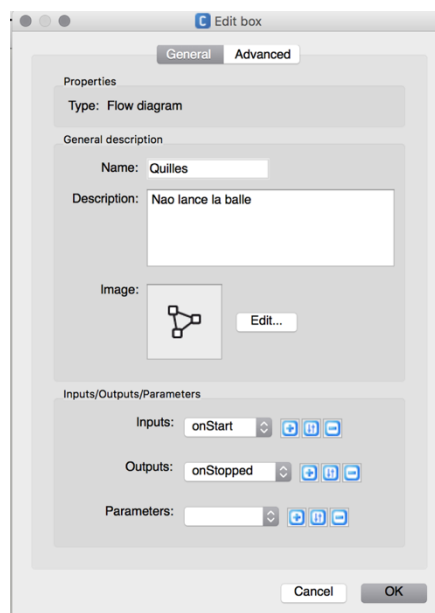 Edit box
General Advanced
Properties
Type: Flow diagram
General description
Name: Quilles
Description: Nao lance la balle
Image:
Edit...
Inputs/Outputs/Parameters
Inputs: onStart
Outputs: onStopped
Parameters:
Cancel OK